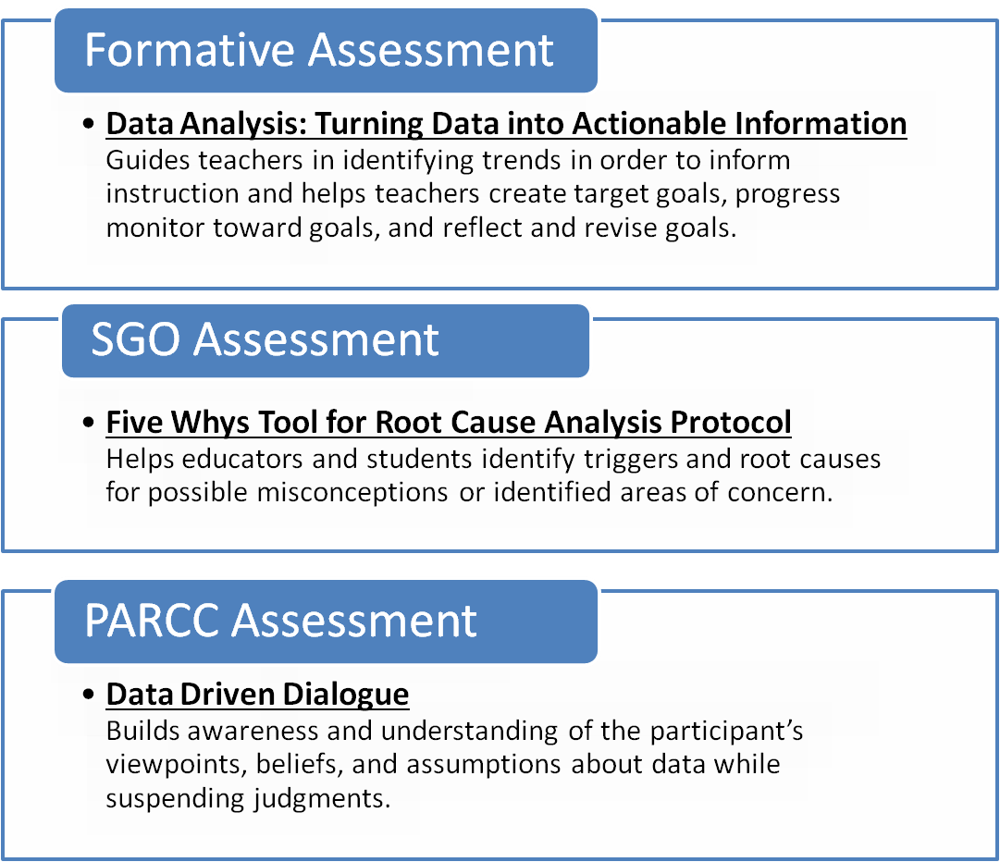 Formative Assessment
• Data Analysis: Turning Data into Actionable Information
Guides teachers in identifying trends in order to inform
instruction and helps teachers create target goals, progress
monitor toward goals, and reflect and revise goals.
SGO Assessment
• Five Whys Tool for Root Cause Analysis Protocol
Helps educators and students identify triggers and root causes
for possible misconceptions or identified areas of concern.
PARCC Assessment
• Data Driven Dialogue
Builds awareness and understanding of the participant’s
viewpoints, beliefs, and assumptions about data while
suspending judgments.